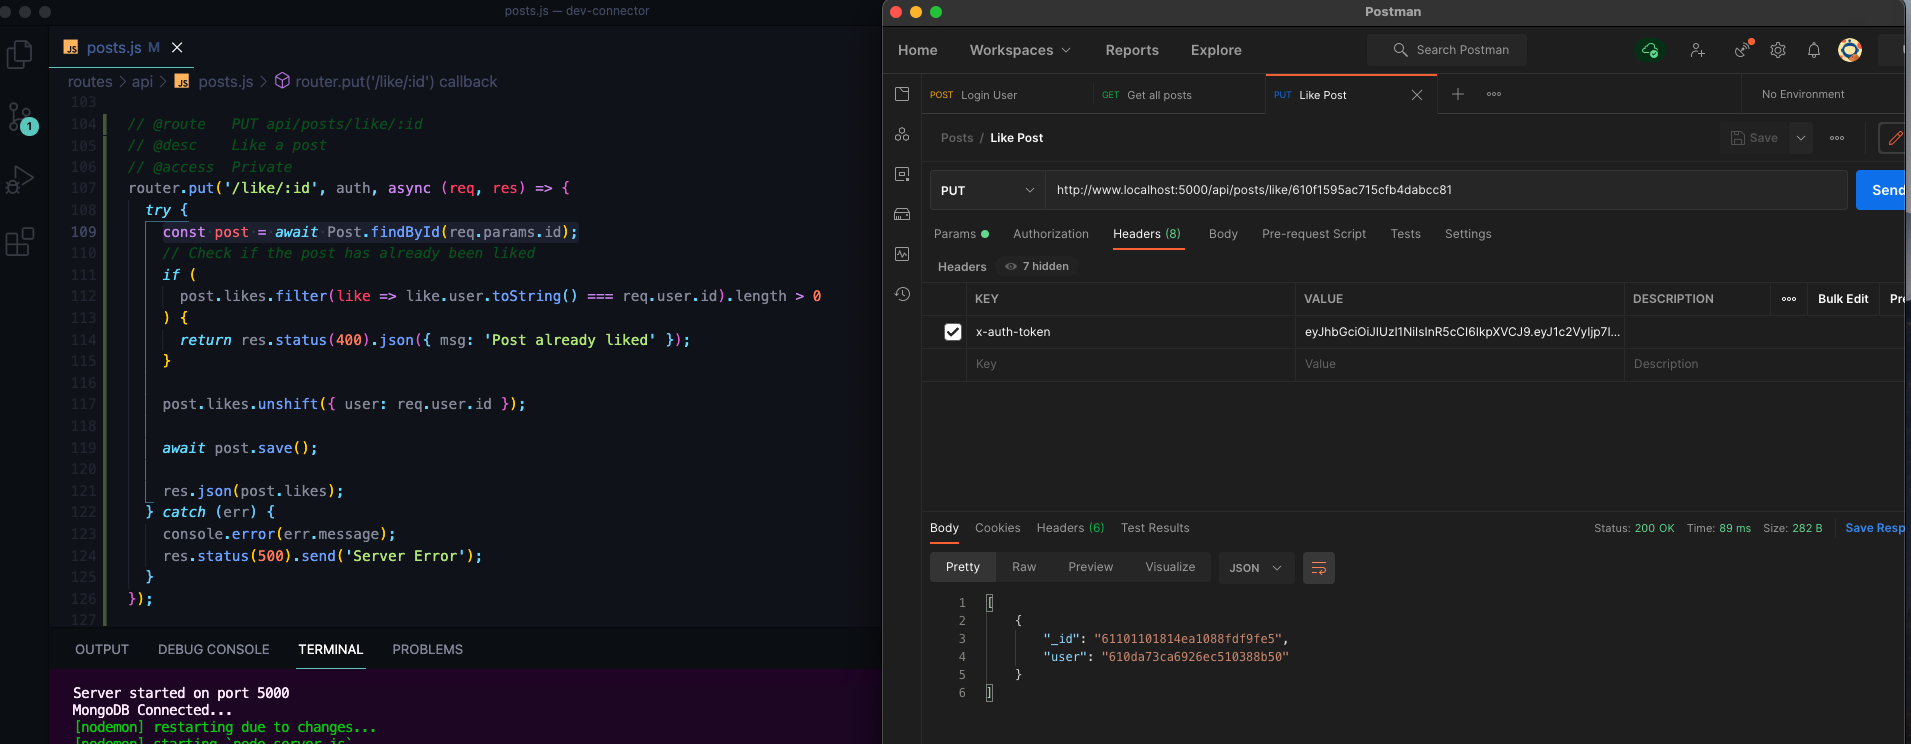 posts.js — dev-connector
JS posts.js M
routes > api > JS posts.js > router.put('/like/:id') callback
103
104 // @route   PUT api/posts/like/:id
105 // @desc    Like a post
106 // @access  Private
107 router.put('/like/:id', auth, async (req, res) => {
108   try {
109     const post = await Post.findById(req.params.id);
110     // Check if the post has already been liked
111     if (
112       post.likes.filter(like => like.user.toString() === req.user.id).length > 0
113     ) {
114       return res.status(400).json({ msg: 'Post already liked' });
115     }
116
117     post.likes.unshift({ user: req.user.id });
118
119     await post.save();
120
121     res.json(post.likes);
122   } catch (err) {
123     console.error(err.message);
124     res.status(500).send('Server Error');
125   }
126 });
127
1
OUTPUT DEBUG CONSOLE TERMINAL PROBLEMS
Server started on port 5000
MongoDB Connected...
[nodemon] restarting due to changes...
[nodemon] starting `node server.js`
Postman
Home Workspaces Reports Explore Search Postman
POST Login User GET Get all posts PUT Like Post No Environment
Posts / Like Post Save
PUT http://www.localhost:5000/api/posts/like/610f1595ac715cfb4dabcc81 Send
Params Authorization Headers (8) Body Pre-request Script Tests Settings
Headers 7 hidden
KEY VALUE DESCRIPTION Bulk Edit Pre
x-auth-token eyJhbGciOiJIUzI1NiIsInR5cCI6IkpXVCJ9.eyJ1c2VyIjp7I...
Key Value Description
Body Cookies Headers (6) Test Results Status: 200 OK Time: 89 ms Size: 282 B Save Resp
Pretty Raw Preview Visualize JSON
1 [
2     {
3         "_id": "61101101814ea1088fdf9fe5",
4         "user": "610da73ca6926ec510388b50"
5     }
6 ]